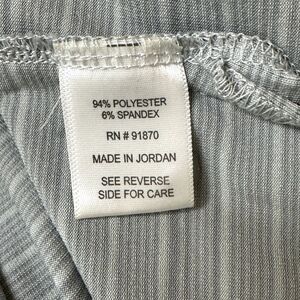 94% POLYESTER
6% SPANDEX
RN # 91870
MADE IN JORDAN
SEE REVERSE
SIDE FOR CARE